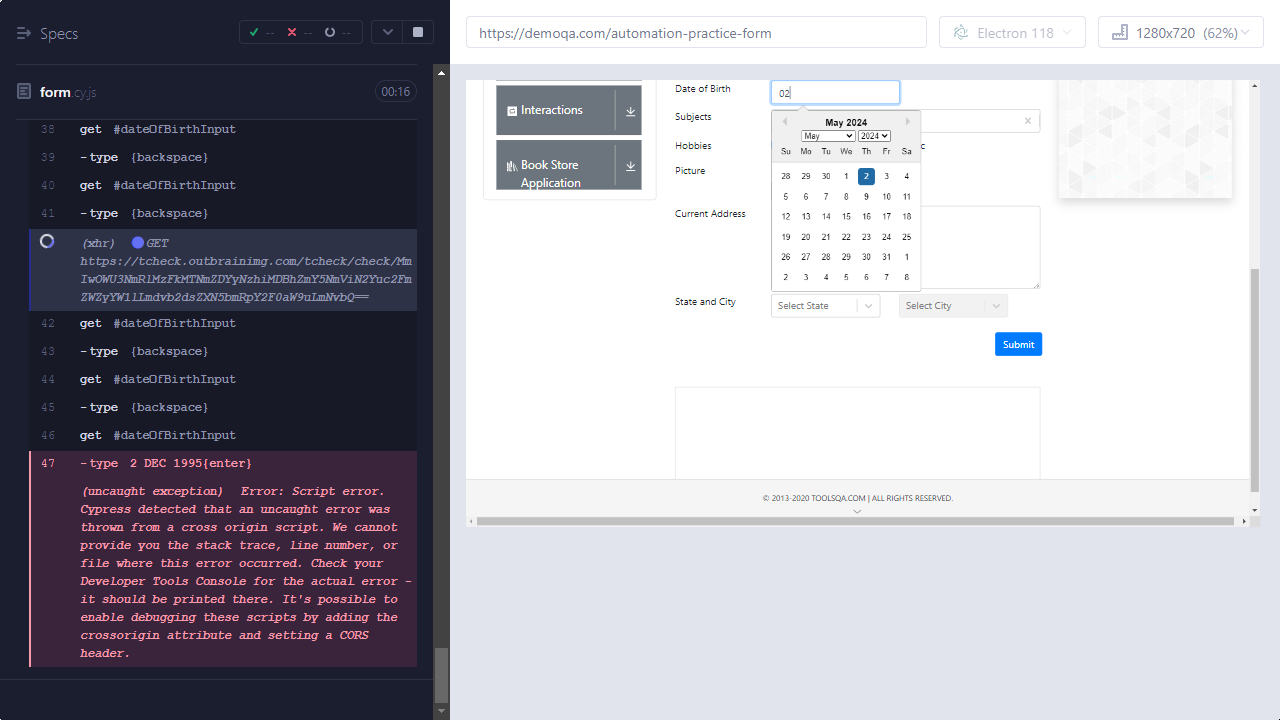 Specs
-- -- --
form.cy.js 00:16
38 get #dateOfBirthInput
39 -type {backspace}
40 get #dateOfBirthInput
41 -type {backspace}
(xhr) GET
https://tcheck.outbrainimg.com/tcheck/check/Mm
42 get #dateOfBirthInput
43 -type {backspace}
44 get #dateOfBirthInput
45 -type {backspace}
46 get #dateOfBirthInput
47 -type 2 DEC 1995{enter}
(uncaught exception) Error: Script error.
Cypress detected that an uncaught error was
thrown from a cross origin script. We cannot
provide you the stack trace, line number, or
file where this error occurred. Check your
Developer Tools Console for the actual error -
it should be printed there. It's possible to
enable debugging these scripts by adding the
crossorigin attribute and setting a CORS
header.
https://demoqa.com/automation-practice-form
Electron 118
1280x720 (62%)
Interactions
Book Store
Application
Date of Birth 02
Subjects
Hobbies
Picture
Current Address
May 2024
May 2024
Su Mo Tu We Th Fr Sa
28 29 30 1 2 3 4
5 6 7 8 9 10 11
12 13 14 15 16 17 18
19 20 21 22 23 24 25
26 27 28 29 30 31 1
2 3 4 5 6 7 8
State and City Select State Select City
Submit
© 2013-2020 TOOLSQA.COM | ALL RIGHTS RESERVED.